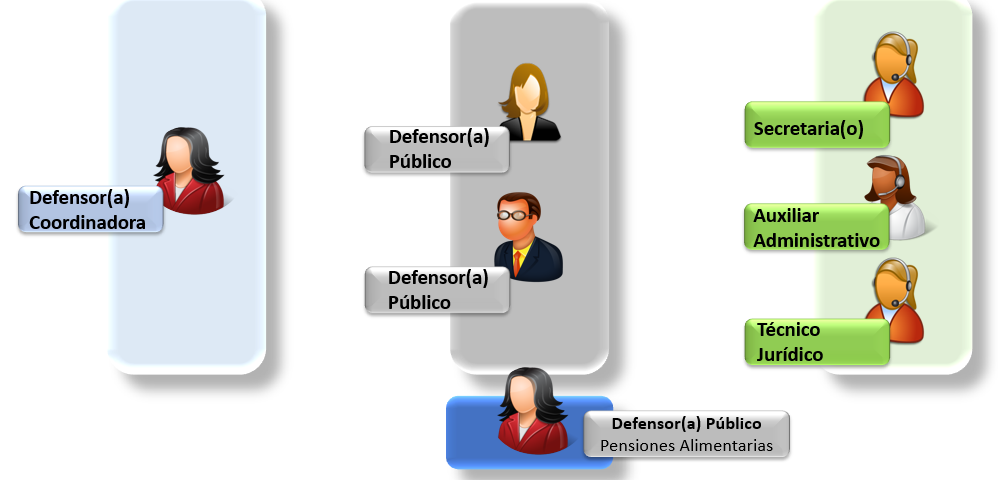 Defensor(a)
Coordinadora
Defensor(a)
Público
Defensor(a)
Público
Defensor(a) Público
Pensiones Alimentarias
Secretaria(o)
Auxiliar
Administrativo
Técnico
Jurídico